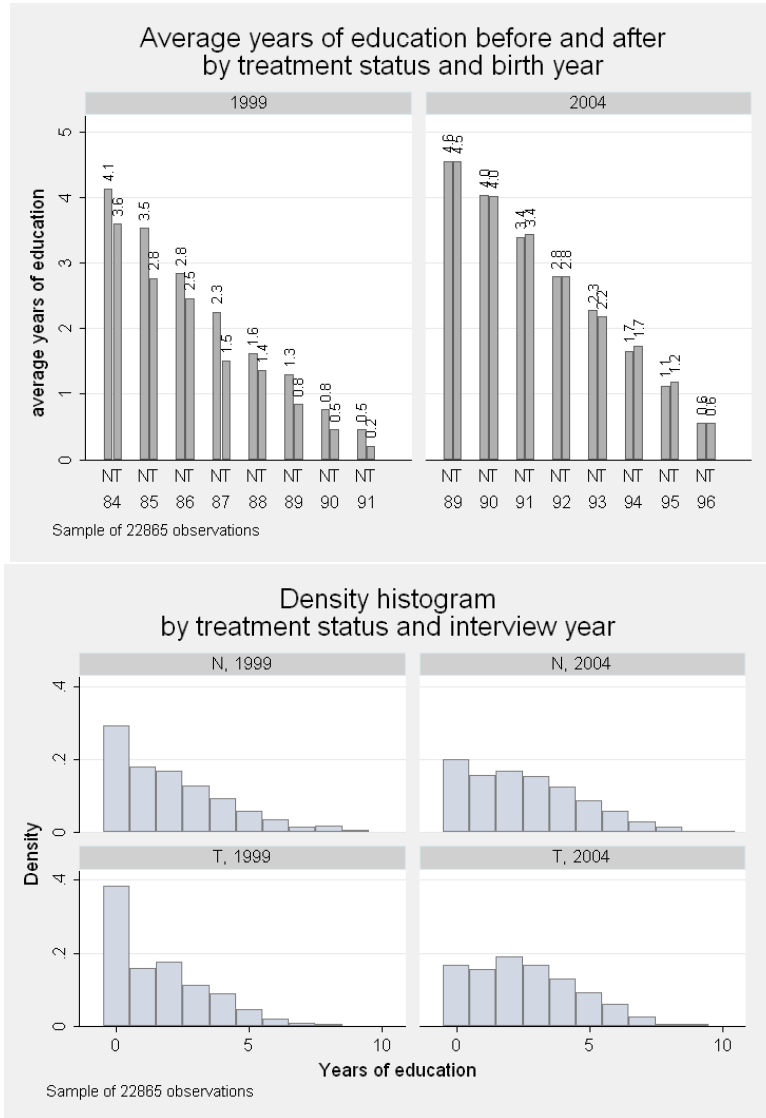 Average years of education before and after
by treatment status and birth year
1999
2004
average years of education
5
4
3
2
1
0
4.1 3.6 3.5 2.8 2.8 2.5 2.3 1.5 1.6 1.4 1.3 0.8 0.8 0.5 0.5 0.2
4.6 4.5 4.0 4.0 3.4 3.4 2.8 2.8 2.3 2.2 1.7 1.7 1.1 1.2 0.6 0.6
NT NT NT NT NT NT NT NT
84 85 86 87 88 89 90 91
NT NT NT NT NT NT NT NT
89 90 91 92 93 94 95 96
Sample of 22865 observations
Density histogram
by treatment status and interview year
N, 1999
N, 2004
.4
.2
0
Density
T, 1999
T, 2004
.4
.2
0
0 5 10
0 5 10
Years of education
Sample of 22865 observations